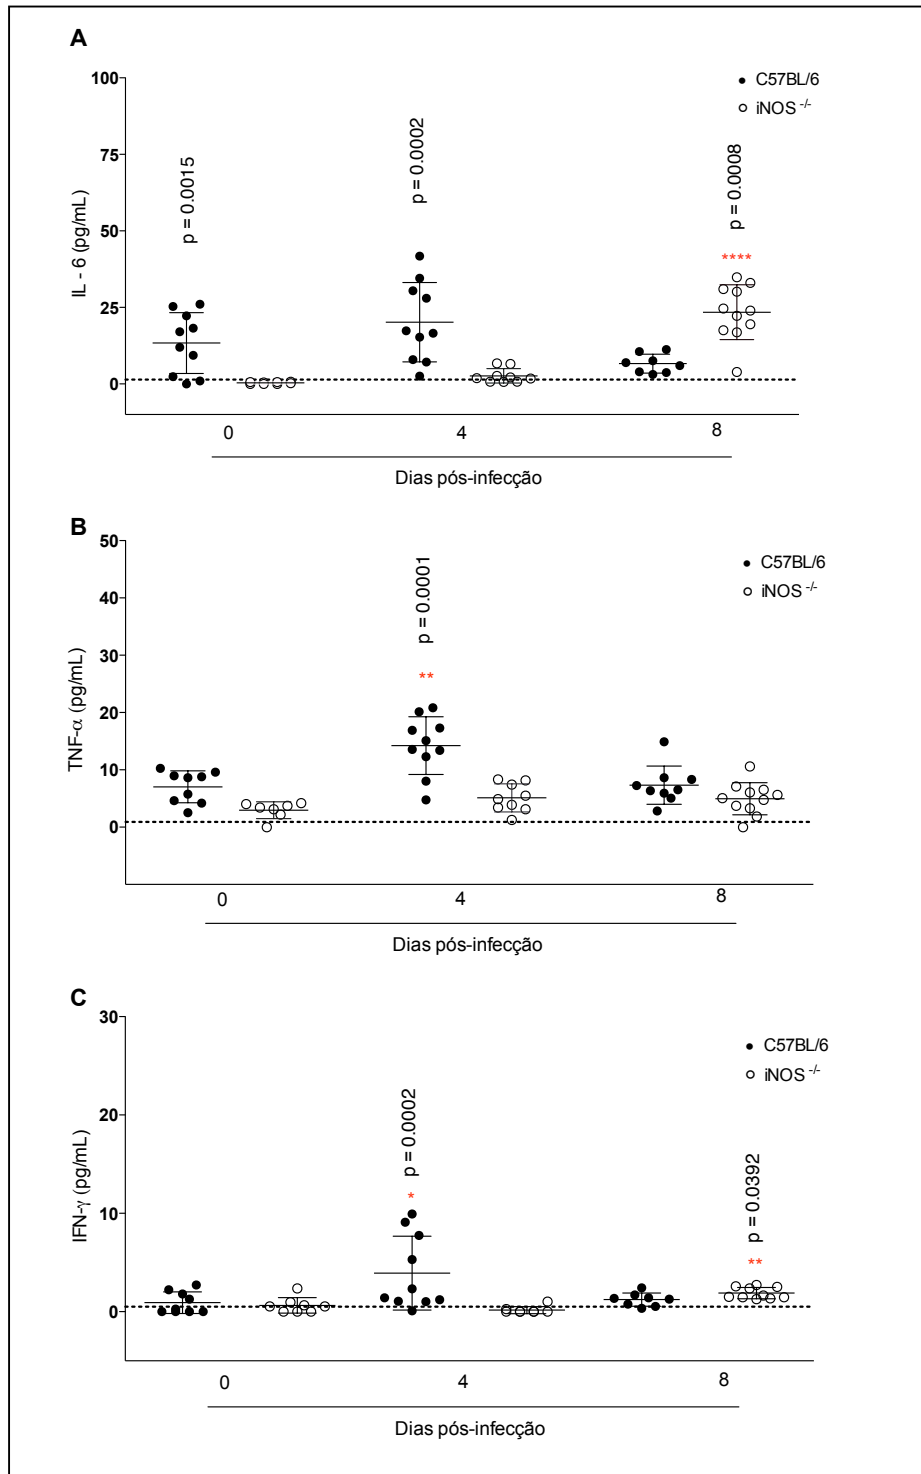 A
C57BL/6
iNOS -/-
100
75
50
25
0
IL - 6 (pg/mL)
p = 0.0015
p = 0.0002
p = 0.0008
****
0 4 8
Dias pós-infecção
B
C57BL/6
iNOS -/-
50
40
30
20
10
0
TNF-α (pg/mL)
p = 0.0001
**
0 4 8
Dias pós-infecção
C
C57BL/6
iNOS -/-
30
20
10
0
IFN-γ (pg/mL)
p = 0.0002
*
p = 0.0392
**
0 4 8
Dias pós-infecção